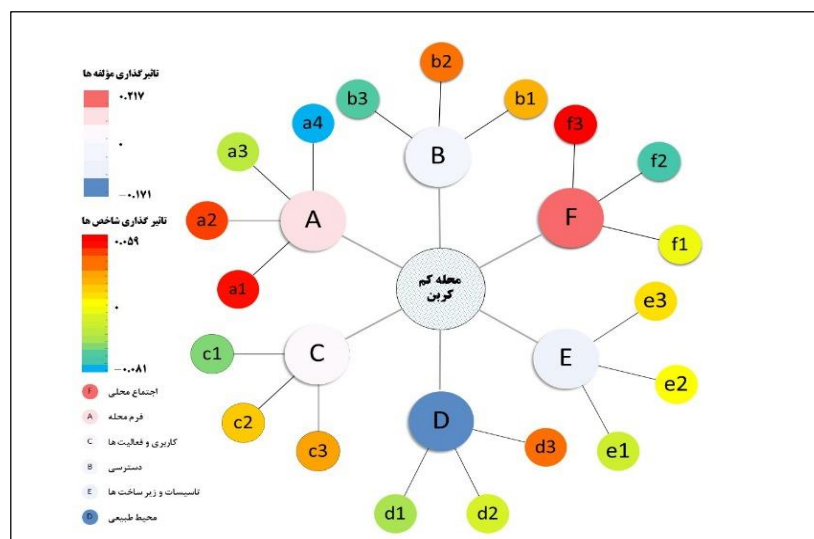 تاثیرگذاری مؤلفه ها
۰.۲۱۷
۰
-۰.۱۷۱
تاثیر گذاری شاخص ها
۰.۰۵۹
۰
-۰.۰۸۱
F اجتماع محلی
A فرم محله
C کاربری و فعالیت ها
B دسترسی
E تاسیسات و زیر ساخت ها
D محیط طبیعی
محله کم
کربن
A
a1
a2
a3
a4
B
b1
b2
b3
C
c1
c2
c3
D
d1
d2
d3
E
e1
e2
e3
F
f1
f2
f3